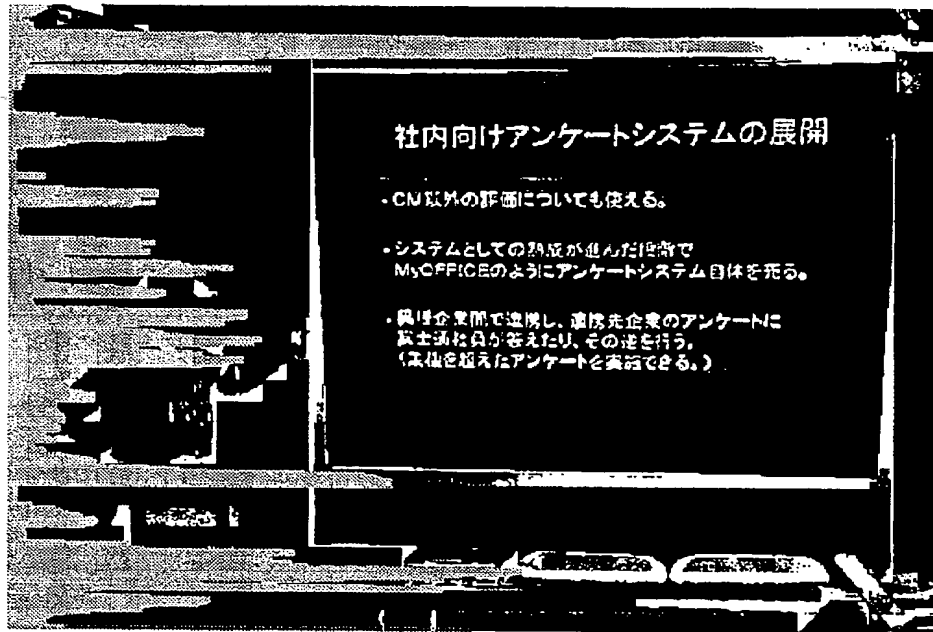 社内向けアンケートシステムの展開
・CM以外の評価についても使える。
・システムとしての熟成が進んだ段階で
MyOFFICEのようにアンケートシステム自体を売る。
・異種企業間で連携し、連携先企業のアンケートに
富士通社員が答えたり、その逆を行う。
(業種を超えたアンケートを実施できる。)